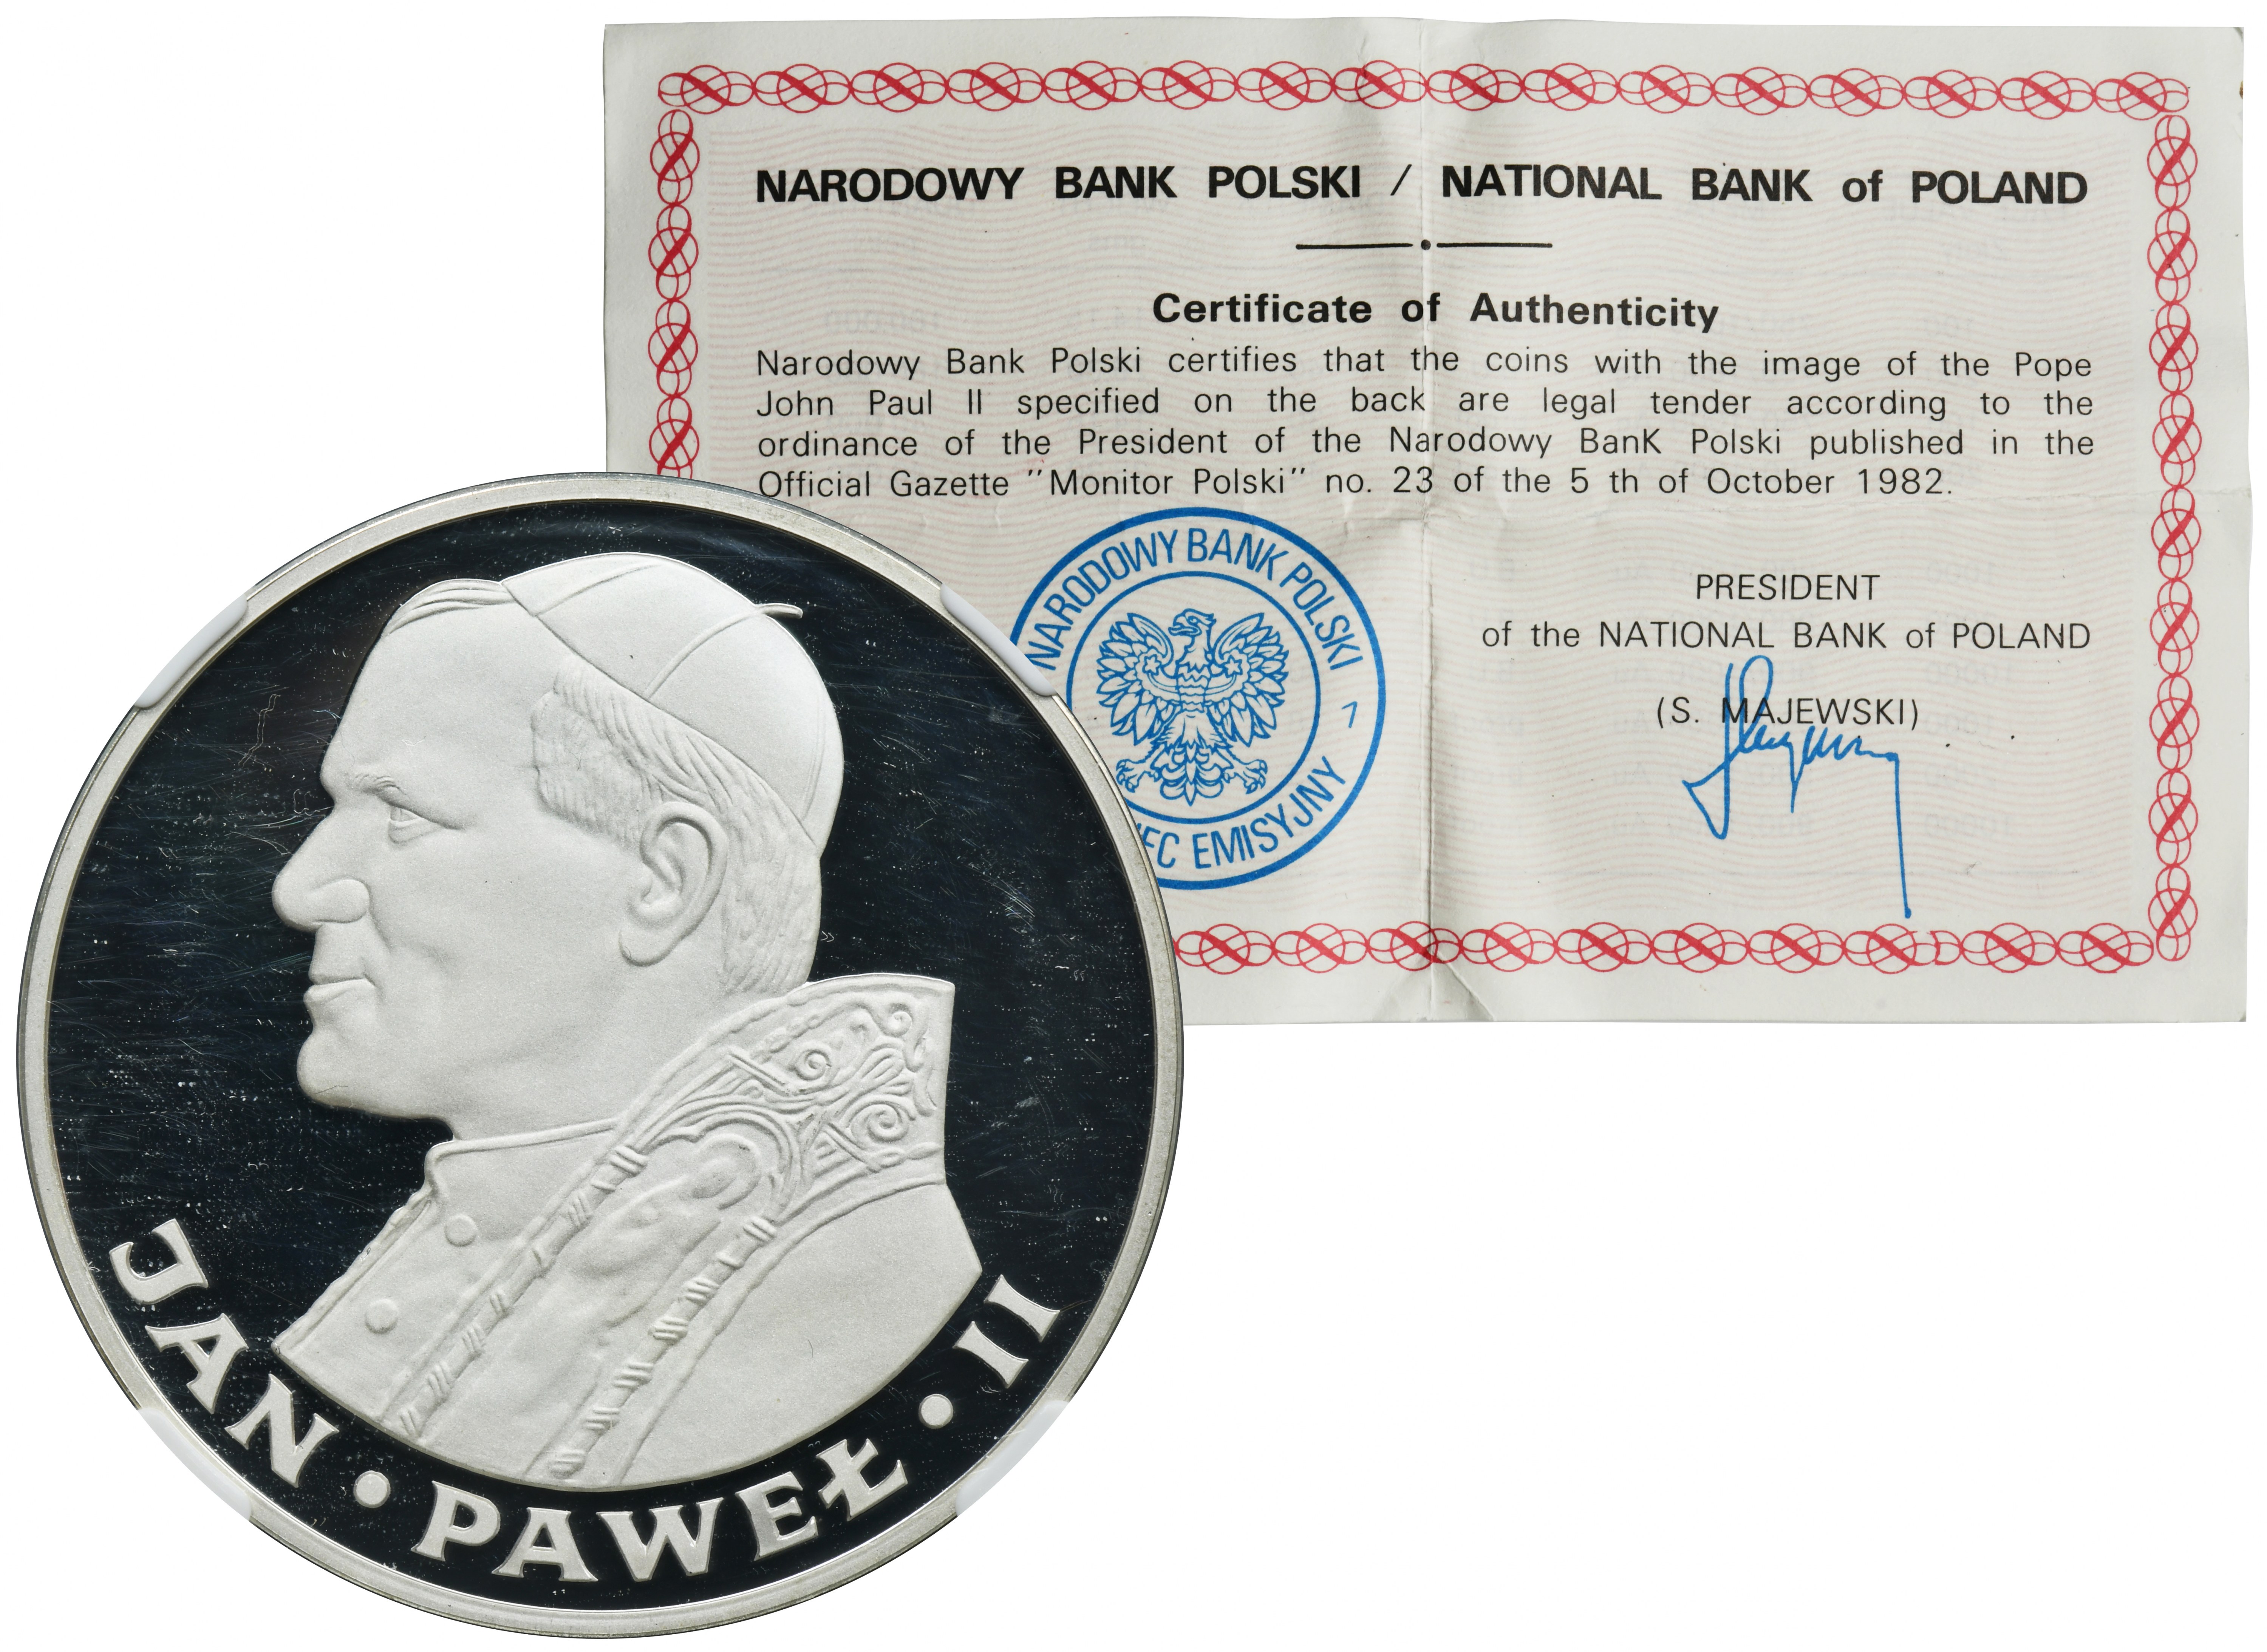 NARODOWY BANK POLSKI / NATIONAL BANK of POLAND
Certificate of Authenticity
Narodowy Bank Polski certifies that the coins with the image of the Pope
John Paul II specified on the back are legal tender according to the
ordinance of the President of the Narodowy BanK Polski published in the
Official Gazette "Monitor Polski" no. 23 of the 5 th of October 1982.
NARODOWY BANK POLSKI
7
EMISYJNY
PRESIDENT
of the NATIONAL BANK of POLAND
(S. MAJEWSKI)
JAN • PAWEŁ • II